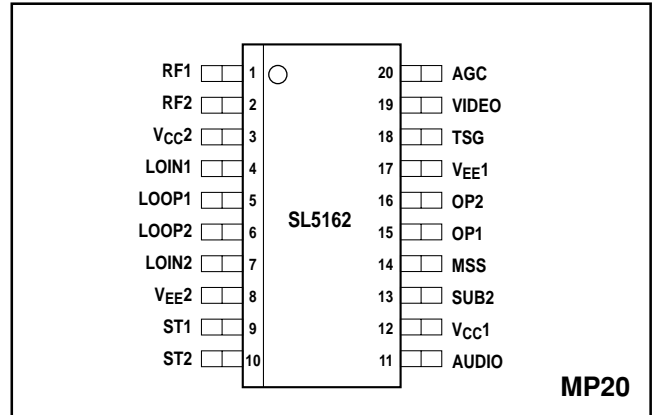 RF1 1 20 AGC
RF2 2 19 VIDEO
VCC2 3 18 TSG
LOIN1 4 17 VEE1
LOOP1 5 16 OP2
LOOP2 6 SL5162 15 OP1
LOIN2 7 14 MSS
VEE2 8 13 SUB2
ST1 9 12 VCC1
ST2 10 11 AUDIO
MP20